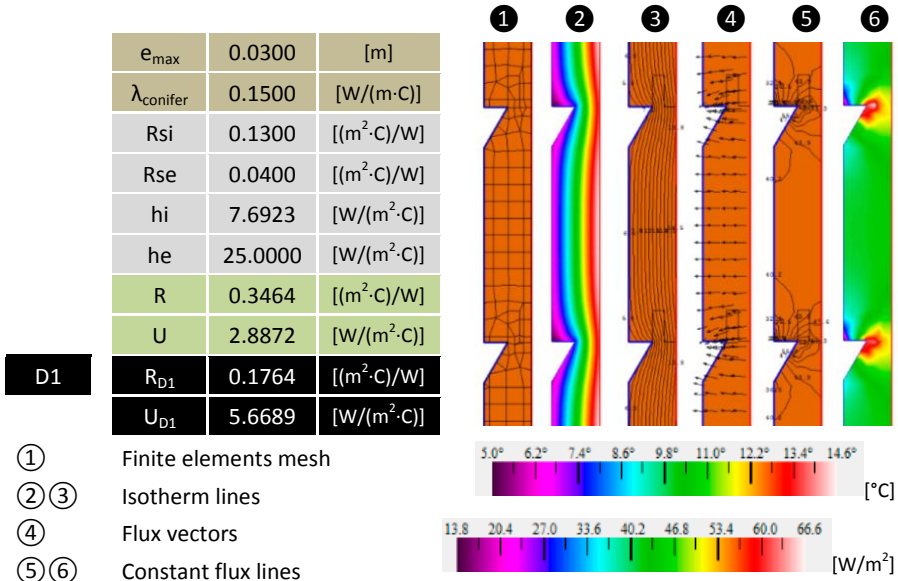 ❶ ❷ ❸ ❹ ❺ ❻
e_max 0.0300 [m]
λ_conifer 0.1500 [W/(m·C)]
Rsi 0.1300 [(m²·C)/W]
Rse 0.0400 [(m²·C)/W]
hi 7.6923 [W/(m²·C)]
he 25.0000 [W/(m²·C)]
R 0.3464 [(m²·C)/W]
U 2.8872 [W/(m²·C)]
D1 R_D1 0.1764 [(m²·C)/W]
U_D1 5.6689 [W/(m²·C)]
① Finite elements mesh
②③ Isotherm lines
④ Flux vectors
⑤⑥ Constant flux lines
5.0° 6.2° 7.4° 8.6° 9.8° 11.0° 12.2° 13.4° 14.6°
[°C]
13.8 20.4 27.0 33.6 40.2 46.8 53.4 60.0 66.6
[W/m²]